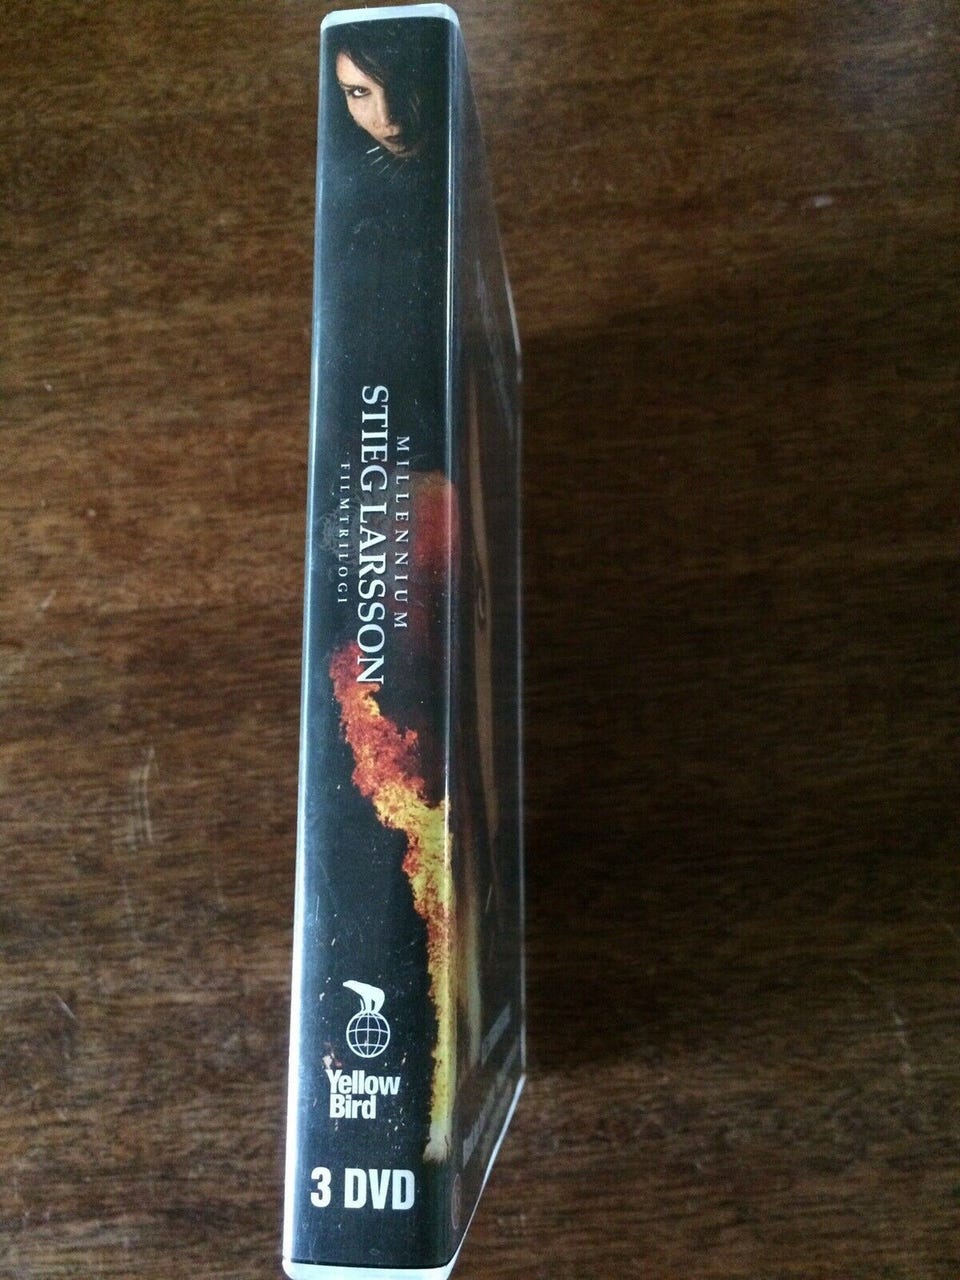 MILLENNIUM
STIEG LARSSON
FILMTRILOGI
Yellow
Bird
3 DVD